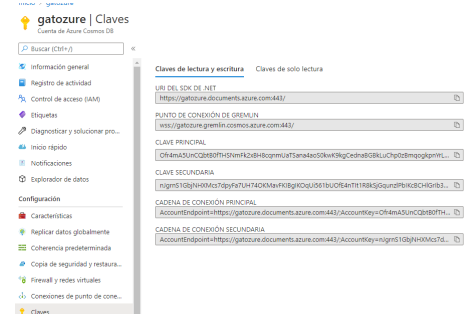 Inicio > gatozure
gatozure | Claves
Cuenta de Azure Cosmos DB
Buscar (Ctrl+/)
«
Información general
Registro de actividad
Control de acceso (IAM)
Etiquetas
Diagnosticar y solucionar pro...
Inicio rápido
Notificaciones
Explorador de datos
Configuración
Características
Replicar datos globalmente
Coherencia predeterminada
Copia de seguridad y restaura...
Firewall y redes virtuales
Conexiones de punto de cone...
Claves
Claves de lectura y escritura Claves de solo lectura
URI DEL SDK DE .NET
https://gatozure.documents.azure.com:443/
PUNTO DE CONEXIÓN DE GREMLIN
wss://gatozure.gremlin.cosmos.azure.com:443/
CLAVE PRINCIPAL
CLAVE SECUNDARIA
CADENA DE CONEXIÓN PRINCIPAL
AccountEndpoint=https://gatozure.documents.azure.com:443/;AccountKey=
CADENA DE CONEXIÓN SECUNDARIA
AccountEndpoint=https://gatozure.documents.azure.com:443/;AccountKey=